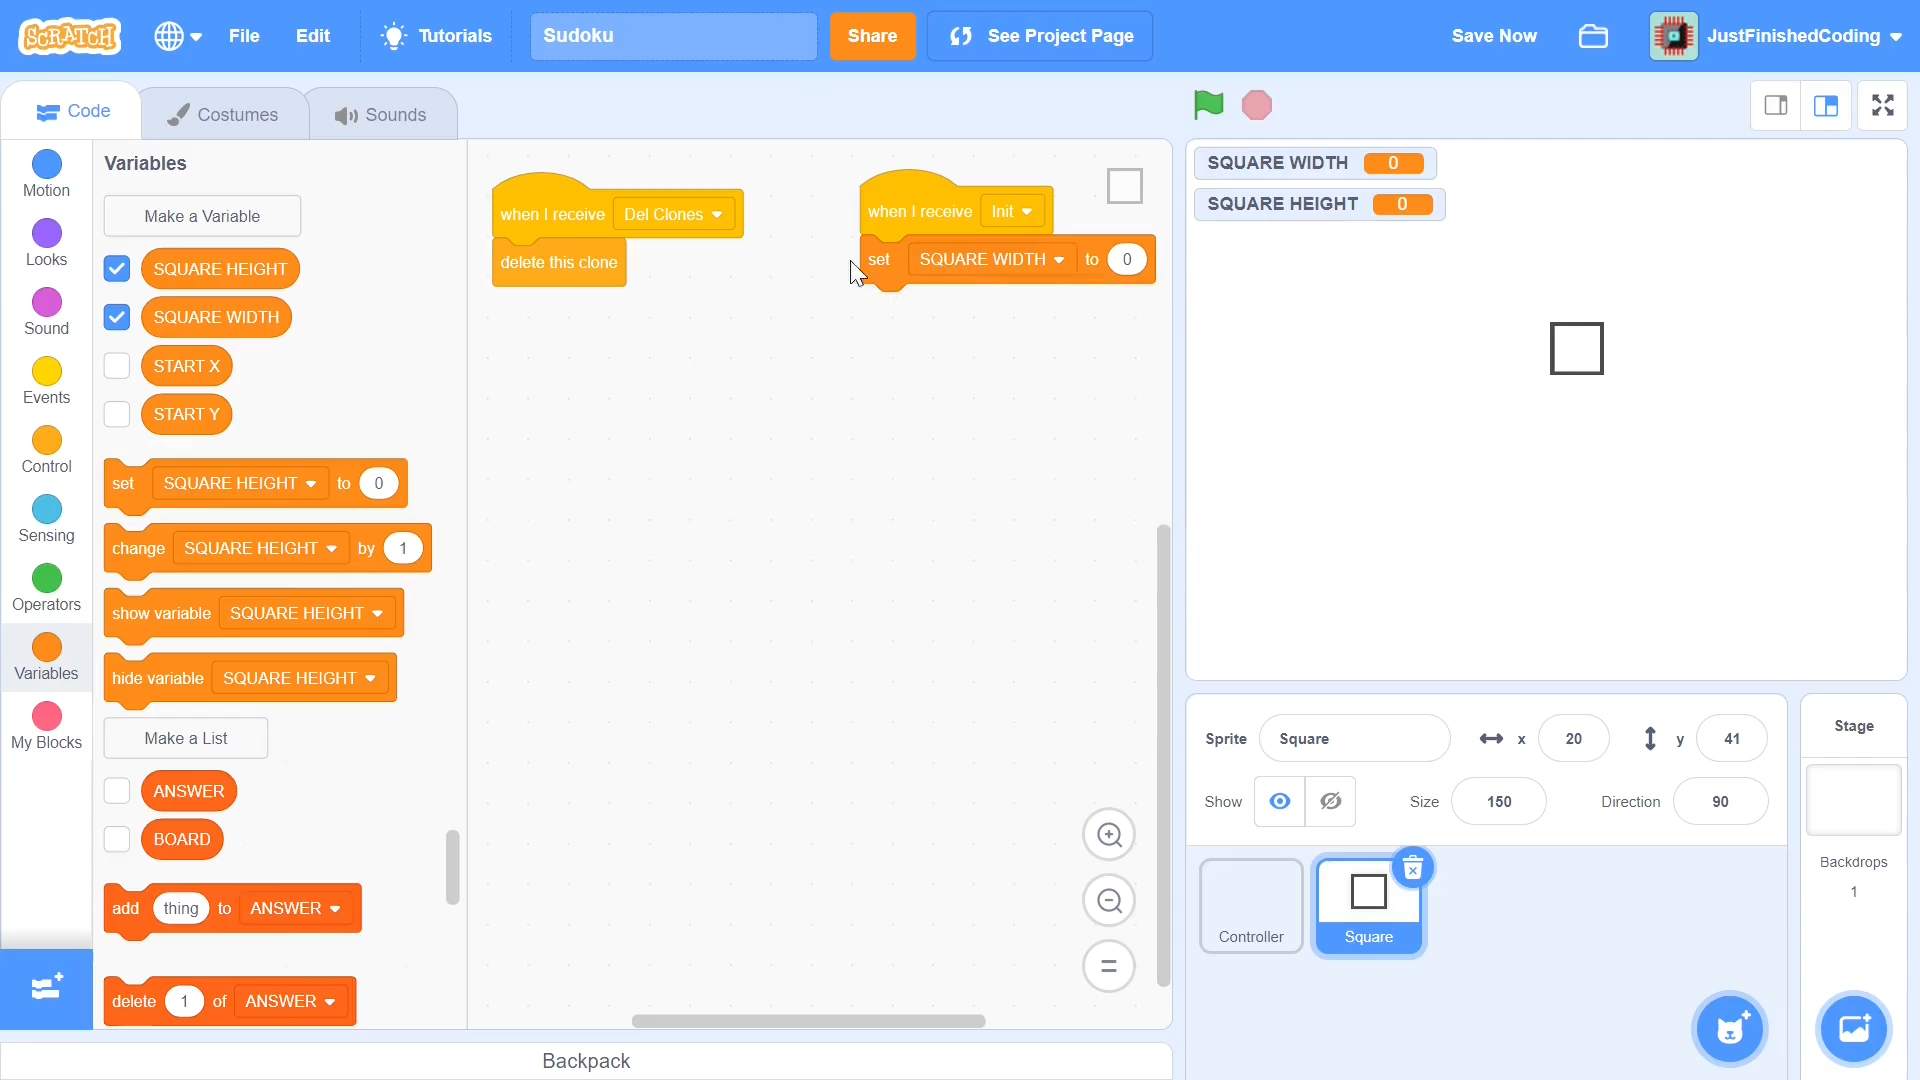 SCRATCH File Edit Tutorials Sudoku Share See Project Page Save Now JustFinishedCoding
Code Costumes Sounds
Motion
Looks
Sound
Events
Control
Sensing
Operators
Variables
My Blocks
Variables
Make a Variable
SQUARE HEIGHT
SQUARE WIDTH
START X
START Y
set SQUARE HEIGHT to 0
change SQUARE HEIGHT by 1
show variable SQUARE HEIGHT
hide variable SQUARE HEIGHT
Make a List
ANSWER
BOARD
add thing to ANSWER
delete 1 of ANSWER
when I receive Del Clones
delete this clone
when I receive Init
set SQUARE WIDTH to 0
Backpack
SQUARE WIDTH 0
SQUARE HEIGHT 0
Sprite Square x 20 y 41
Show Size 150 Direction 90
Controller
Square
Stage
Backdrops
1